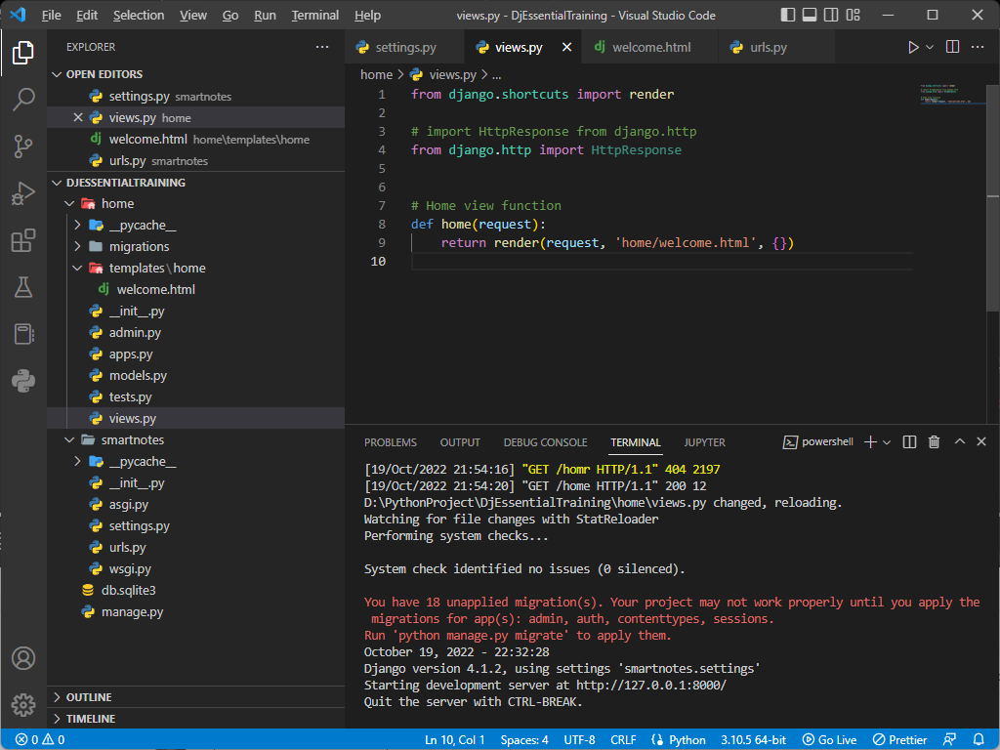 File Edit Selection View Go Run Terminal Help views.py - DjEssentialTraining - Visual Studio Code
EXPLORER
OPEN EDITORS
settings.py smartnotes
views.py home
welcome.html home\templates\home
urls.py smartnotes
DJESSENTIALTRAINING
home
__pycache__
migrations
templates\home
welcome.html
__init__.py
admin.py
apps.py
models.py
tests.py
views.py
smartnotes
__pycache__
__init__.py
asgi.py
settings.py
urls.py
wsgi.py
db.sqlite3
manage.py
OUTLINE
TIMELINE
settings.py views.py welcome.html urls.py
home > views.py > ...
1 from django.shortcuts import render
2
3 # import HttpResponse from django.http
4 from django.http import HttpResponse
5
6
7 # Home view function
8 def home(request):
9 return render(request, 'home/welcome.html', {})
10
PROBLEMS OUTPUT DEBUG CONSOLE TERMINAL JUPYTER powershell
[19/Oct/2022 21:54:16] "GET /homr HTTP/1.1" 404 2197
[19/Oct/2022 21:54:20] "GET /home HTTP/1.1" 200 12
D:\PythonProject\DjEssentialTraining\home\views.py changed, reloading.
Watching for file changes with StatReloader
Performing system checks...
System check identified no issues (0 silenced).
You have 18 unapplied migration(s). Your project may not work properly until you apply the
migrations for app(s): admin, auth, contenttypes, sessions.
Run 'python manage.py migrate' to apply them.
October 19, 2022 - 22:32:28
Django version 4.1.2, using settings 'smartnotes.settings'
Starting development server at http://127.0.0.1:8000/
Quit the server with CTRL-BREAK.
0 0 Ln 10, Col 1 Spaces: 4 UTF-8 CRLF Python 3.10.5 64-bit Go Live Prettier